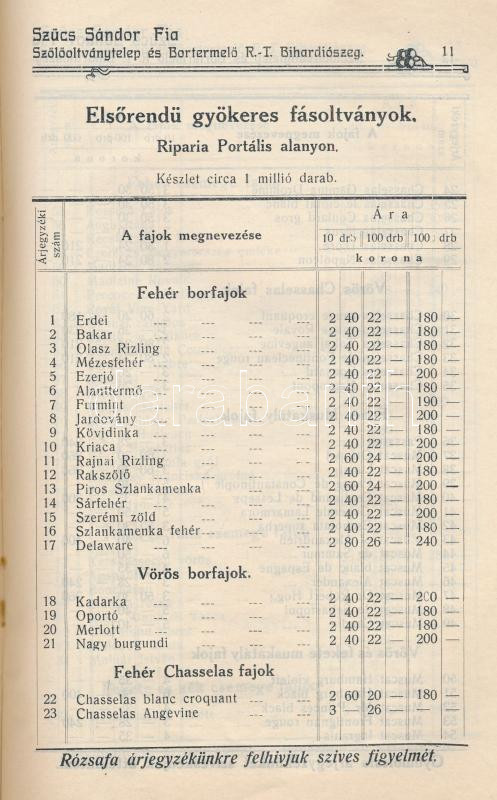 Szücs Sándor Fia
Szőlőoltványtelep és Bortermelő R.-T. Bihardiószeg.
11
Elsőrendü gyökeres fásoltványok.
Riparia Portális alanyon.
Készlet circa 1 millió darab.
Árjegyzéki szám
A fajok megnevezése
Ára
10 drb 100 drb 100 drb
korona
Fehér borfajok
1 Erdei 2 40 22 — 180 —
2 Bakar 2 40 22 — 180 —
3 Olasz Rizling 2 40 22 — 180 —
4 Mézesfehér 2 40 22 — 180 —
5 Ezerjó 2 40 22 — 200 —
6 Alanttermő 2 40 22 — 180 —
7 Furmint 2 40 22 — 190 —
8 Jardovány 2 40 22 — 200 —
9 Kövidinka 2 40 22 — 180 —
10 Kriaca 2 40 22 — 200 —
11 Rajnai Rizling 2 60 24 — 200 —
12 Rakszőlő 2 40 22 — 180
13 Piros Szlankamenka 2 60 24 — 200 —
14 Sárfehér 2 40 22 — 180 —
15 Szerémi zöld 2 40 22 — 200 —
16 Szlankamenka fehér 2 40 22 — 180 —
17 Delaware 2 80 26 — 240 —
Vörös borfajok.
18 Kadarka 2 40 22 — 200 —
19 Oportó 2 40 22 — 180 —
20 Merlott 2 40 22 — 180 —
21 Nagy burgundi 2 40 22 — 200 —
Fehér Chasselas fajok
22 Chasselas blanc croquant 2 60 20 180 —
23 Chasselas Angevine 3 — 26 — — —
Rózsafa árjegyzékünkre felhivjuk szives figyelmét.